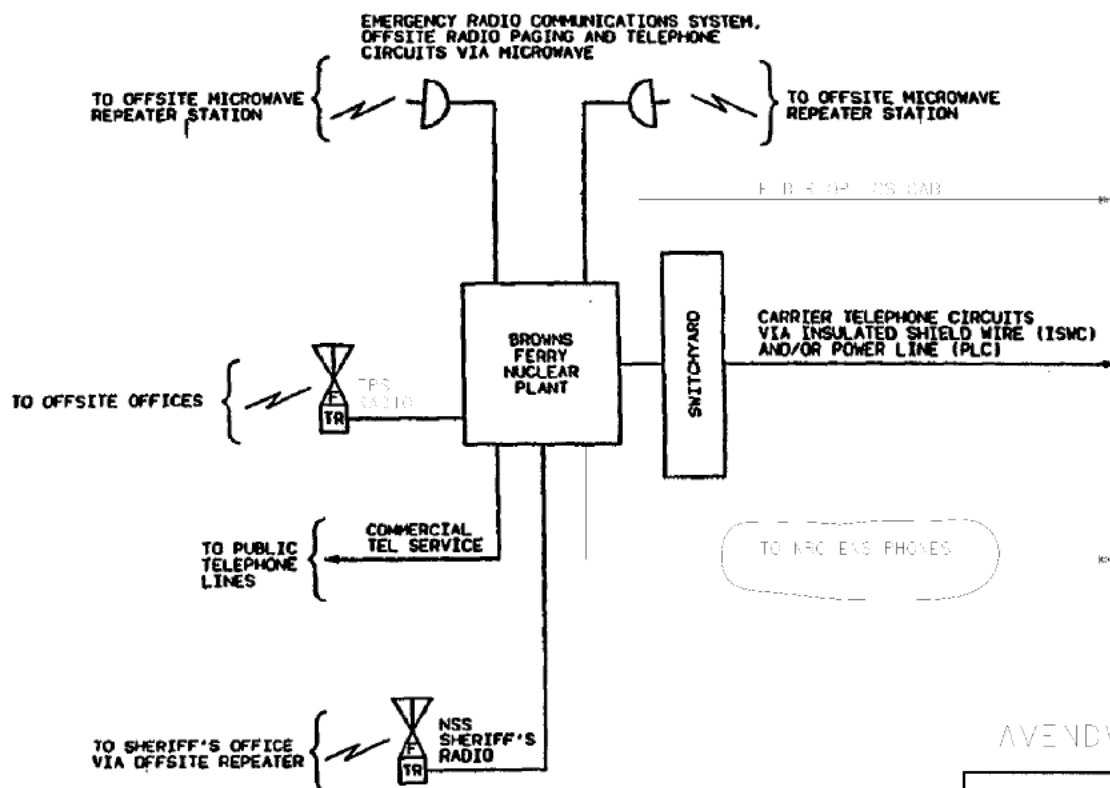 EMERGENCY RADIO COMMUNICATIONS SYSTEM,
OFFSITE RADIO PAGING AND TELEPHONE
CIRCUITS VIA MICROWAVE
TO OFFSITE MICROWAVE
REPEATER STATION
TO OFFSITE MICROWAVE
REPEATER STATION
BROWNS
FERRY
NUCLEAR
PLANT
SWITCHYARD
CARRIER TELEPHONE CIRCUITS
VIA INSULATED SHIELD WIRE (ISWC)
AND/OR POWER LINE (PLC)
TO OFFSITE OFFICES
F
TR
RADIO
COMMERCIAL
TEL SERVICE
TO PUBLIC
TELEPHONE
LINES
TO NRC ENS PHONES
TO SHERIFF'S OFFICE
VIA OFFSITE REPEATER
F
TR
NSS
SHERIFF'S
RADIO